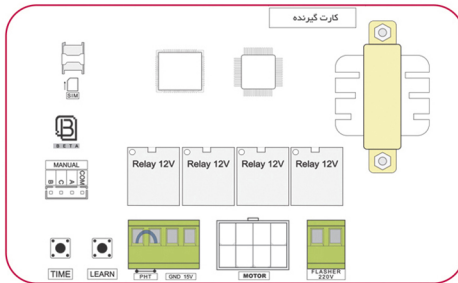 کارت گیرنده
SIM
BETA
MANUAL
B C A COM
Relay 12V Relay 12V Relay 12V Relay 12V
TIME LEARN PHT GND 15V MOTOR FLASHER
220V